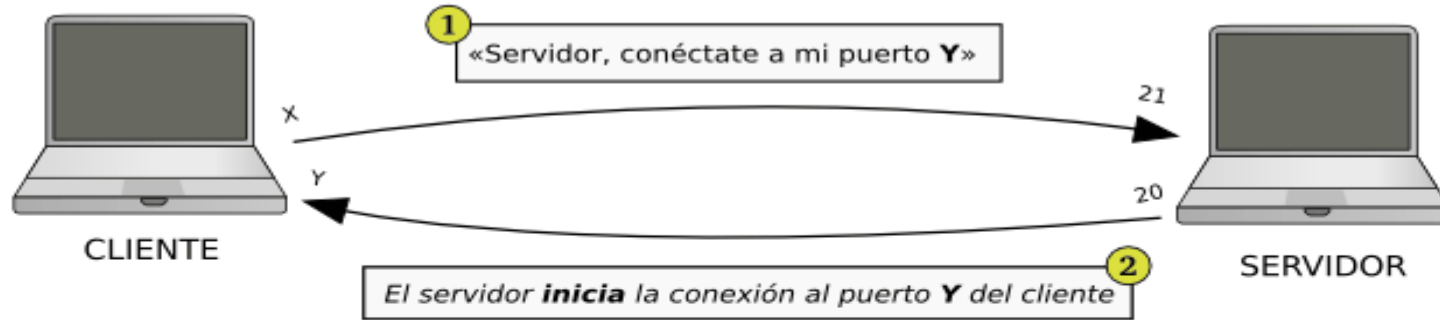 1
«Servidor, conéctate a mi puerto Y»
X
21
Y
20
CLIENTE
SERVIDOR
2
El servidor inicia la conexión al puerto Y del cliente